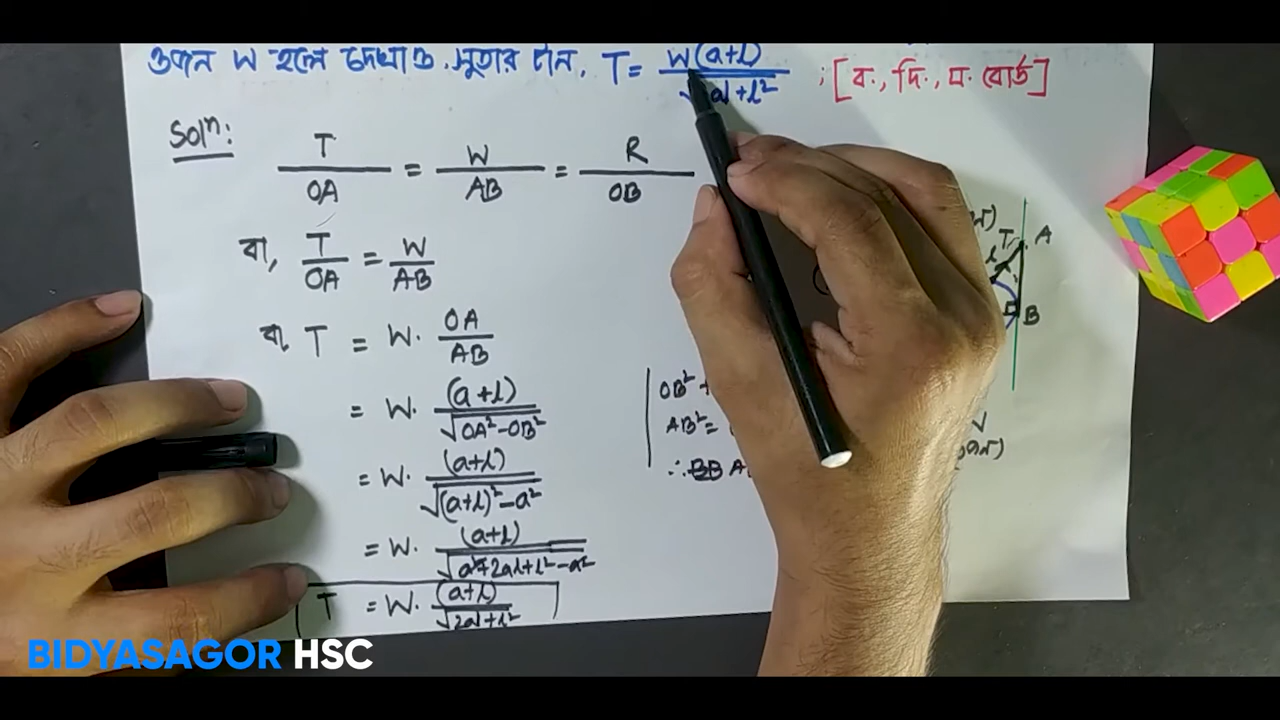 ওজন W হলে দেখাও সুতার টান, T = W(a+l) / √2al+l²; [ব., দি., ম. বোর্ড]
Solⁿ:
T/OA = W/AB = R/OB
বা, T/OA = W/AB
বা, T = W. OA/AB
= W. (a+l)/√OA²-OB²
= W. (a+l)/√(a+l)²-a²
= W. (a+l)/√a²+2al+l²-a²
T = W. (a+l)/√2al+l²
OB² +
AB² =
∴
T A
l
B
BIDYASAGOR HSC